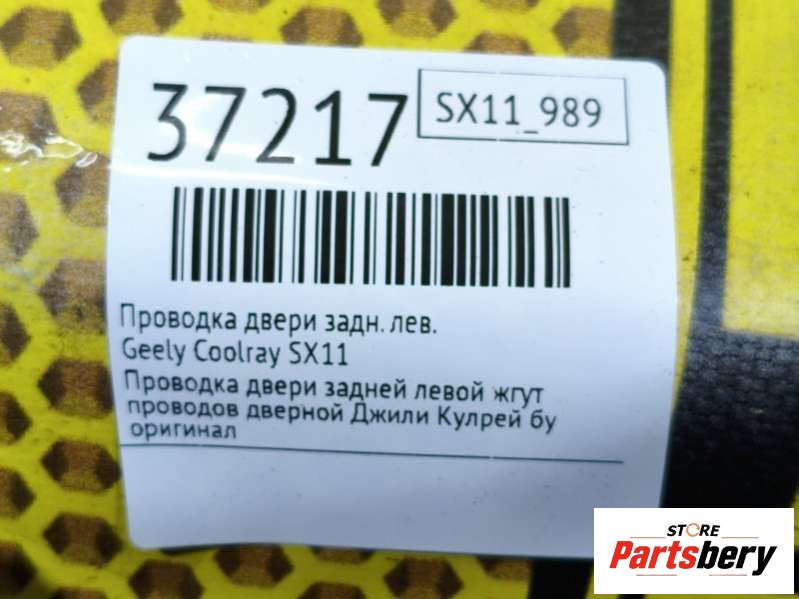 37217
SX11_989
Проводка двери задн. лев.
Geely Coolray SX11
Проводка двери задней левой жгут
проводов дверной Джили Кулрей бу
оригинал
STORE
Partsbery